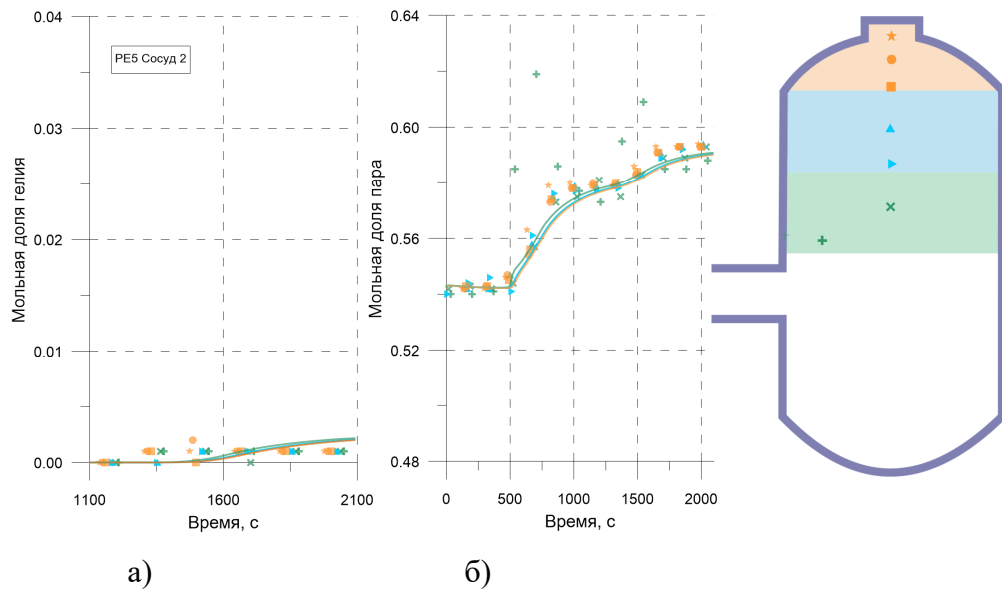 0.04
0.03
0.02
0.01
0.00
Мольная доля гелия
PE5 Сосуд 2
1100
1600
2100
Время, с
а)
0.64
0.60
0.56
0.52
0.48
Мольная доля пара
0
500
1000
1500
2000
Время, с
б)